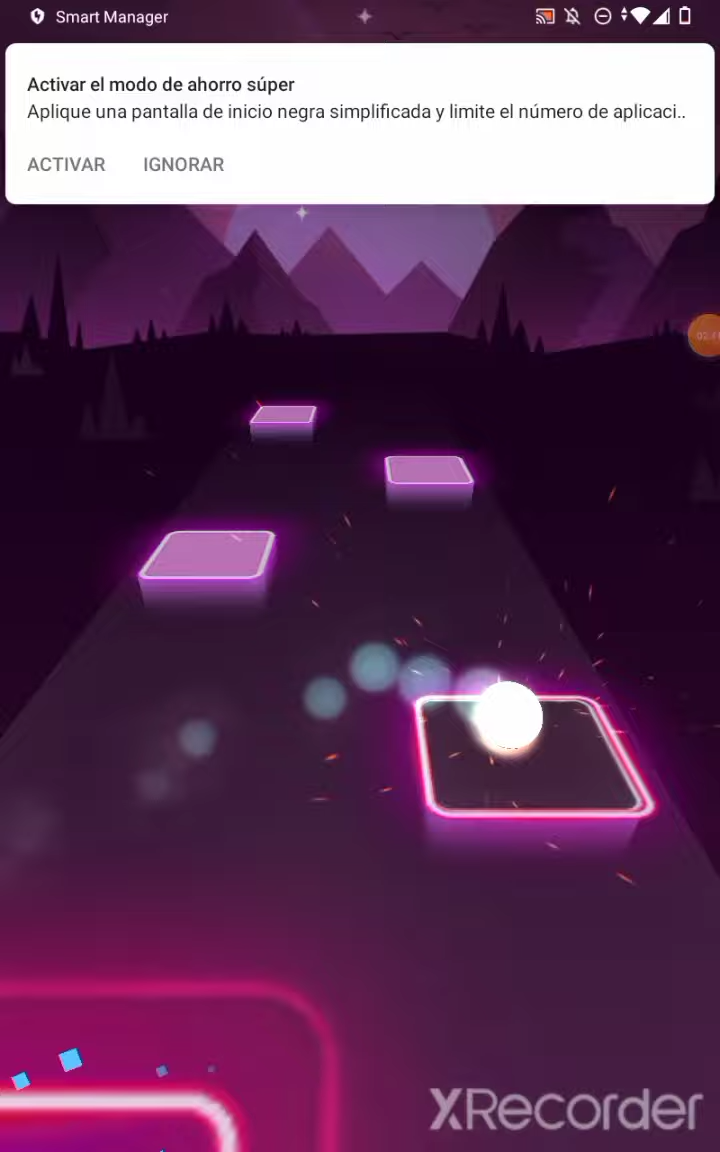 Smart Manager
Activar el modo de ahorro súper
Aplique una pantalla de inicio negra simplificada y limite el número de aplicaci..
ACTIVAR IGNORAR
XRecorder